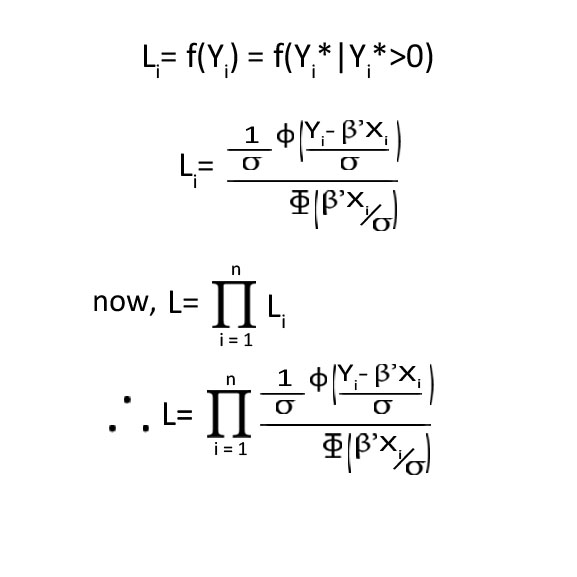 Lᵢ= f(Yᵢ) = f(Yᵢ*|Yᵢ*>0)
Lᵢ= 1/σ ϕ((Yᵢ- β’Xᵢ)/σ) / Φ(β’Xᵢ/σ)
now, L= ∏ᵢ₌₁ⁿ Lᵢ
∴ L= ∏ᵢ₌₁ⁿ 1/σ ϕ((Yᵢ- β’Xᵢ)/σ) / Φ(β’Xᵢ/σ)